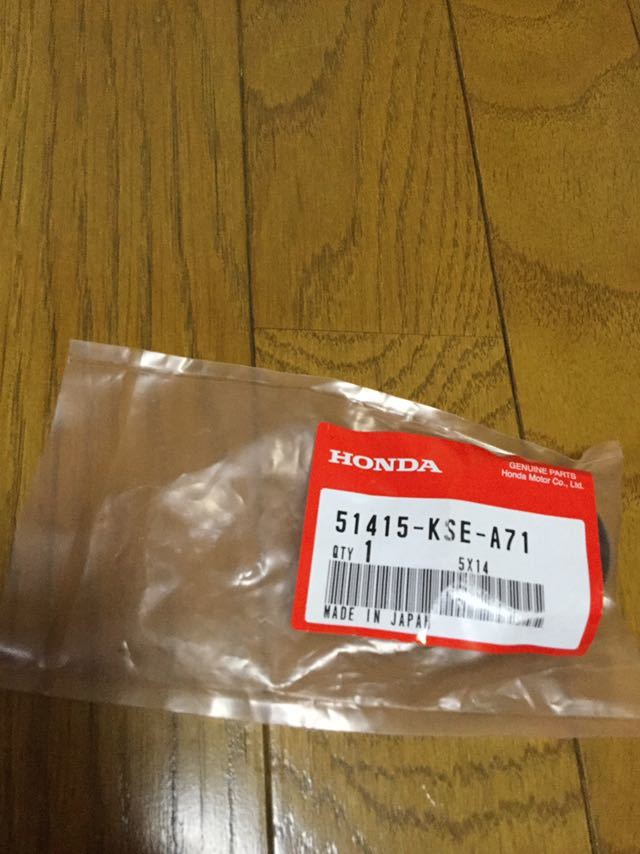 HONDA
GENUINE PARTS
Honda Motor Co., Ltd.
51415-KSE-A71
QTY 1
5X14
MADE IN JAPAN